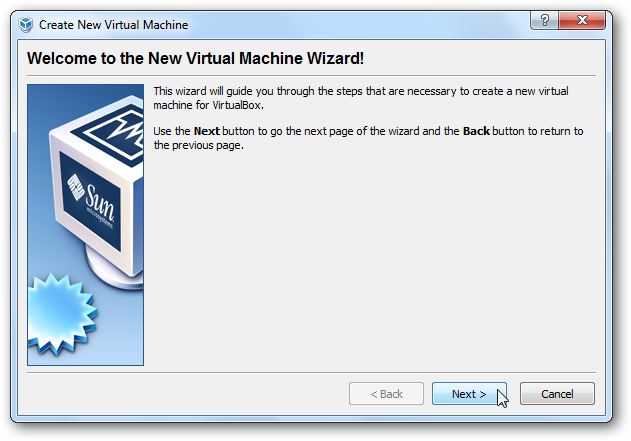 Create New Virtual Machine
Welcome to the New Virtual Machine Wizard!
This wizard will guide you through the steps that are necessary to create a new virtual
machine for VirtualBox.
Use the Next button to go the next page of the wizard and the Back button to return to
the previous page.
Sun
microsystems
< Back
Next >
Cancel